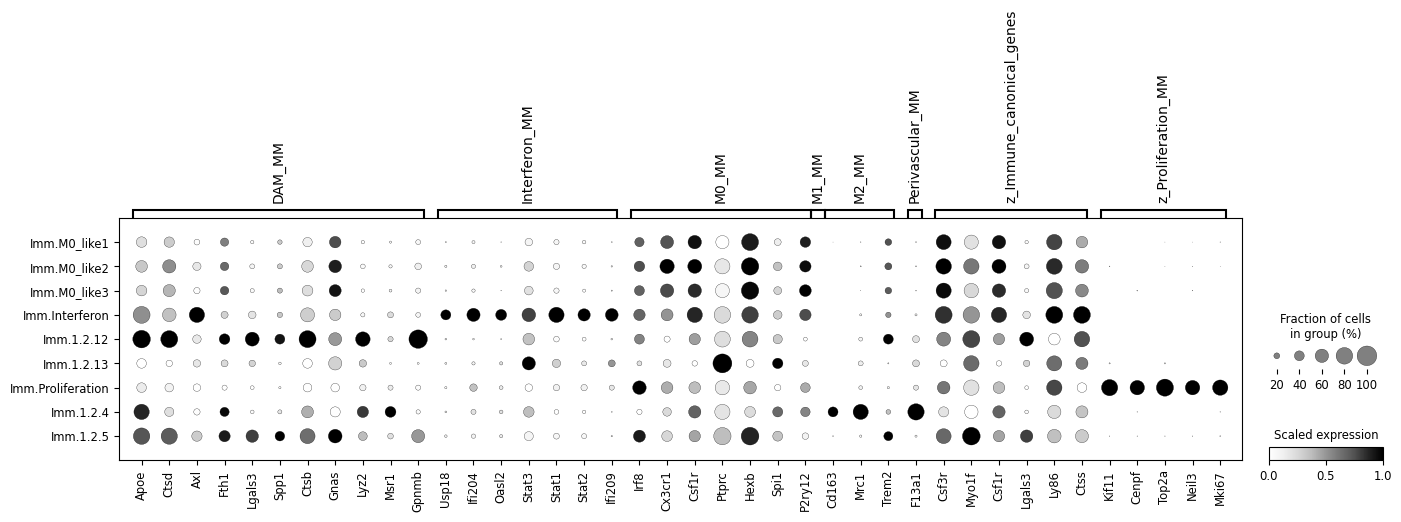 DAM_MM
Interferon_MM
M0_MM
M1_MM
M2_MM
Perivascular_MM
z_Immune_canonical_genes
z_Proliferation_MM
Imm.M0_like1
Imm.M0_like2
Imm.M0_like3
Imm.Interferon
Imm.1.2.12
Imm.1.2.13
Imm.Proliferation
Imm.1.2.4
Imm.1.2.5
Apoe
Ctsd
Axl
Fth1
Lgals3
Spp1
Ctsb
Gnas
Lyz2
Msr1
Gpnmb
Usp18
Ifi204
Oasl2
Stat3
Stat1
Stat2
Ifi209
Irf8
Cx3cr1
Csf1r
Ptprc
Hexb
Spi1
P2ry12
Cd163
Mrc1
Trem2
F13a1
Csf3r
Myo1f
Csf1r
Lgals3
Ly86
Ctss
Kif11
Cenpf
Top2a
Neil3
Mki67
Fraction of cells
in group (%)
20 40 60 80 100
Scaled expression
0.0 0.5 1.0